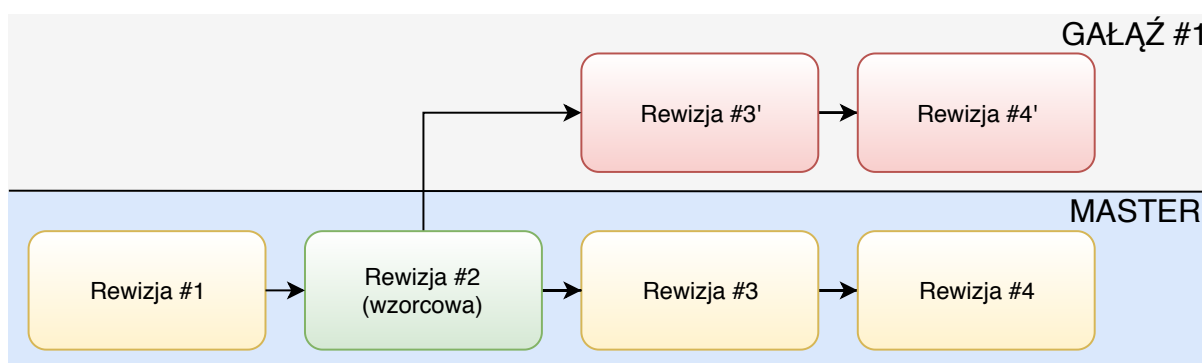 GAŁĄŹ #1
Rewizja #3'
Rewizja #4'
MASTER
Rewizja #1
Rewizja #2
(wzorcowa)
Rewizja #3
Rewizja #4